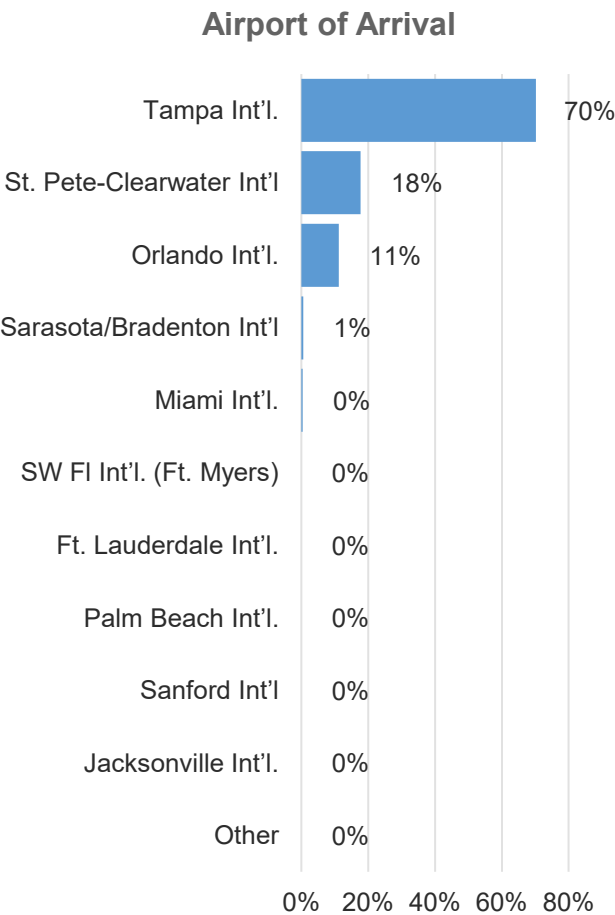 Airport of Arrival
Tampa Int’l. 70%
St. Pete-Clearwater Int’l 18%
Orlando Int’l. 11%
Sarasota/Bradenton Int’l 1%
Miami Int’l. 0%
SW Fl Int’l. (Ft. Myers) 0%
Ft. Lauderdale Int’l. 0%
Palm Beach Int’l. 0%
Sanford Int’l 0%
Jacksonville Int’l. 0%
Other 0%
0% 20% 40% 60% 80%